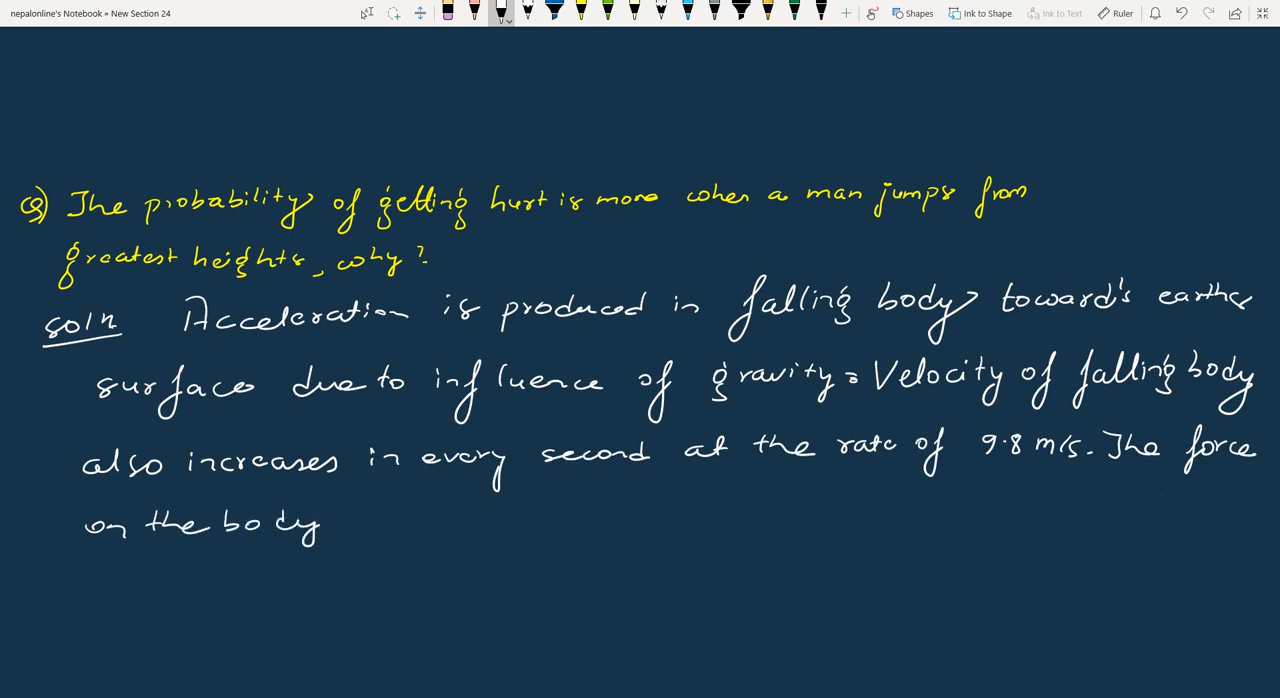 nepalonline's Notebook » New Section 24
Shapes Ink to Shape Ink to Text Ruler
Q) The probability of getting hurt is more when a man jumps from
greatest heights, why?
soln Acceleration is produced in falling body toward's earths
surface due to influence of gravity. Velocity of falling body
also increases in every second at the rate of 9.8 m/s. The force
on the body